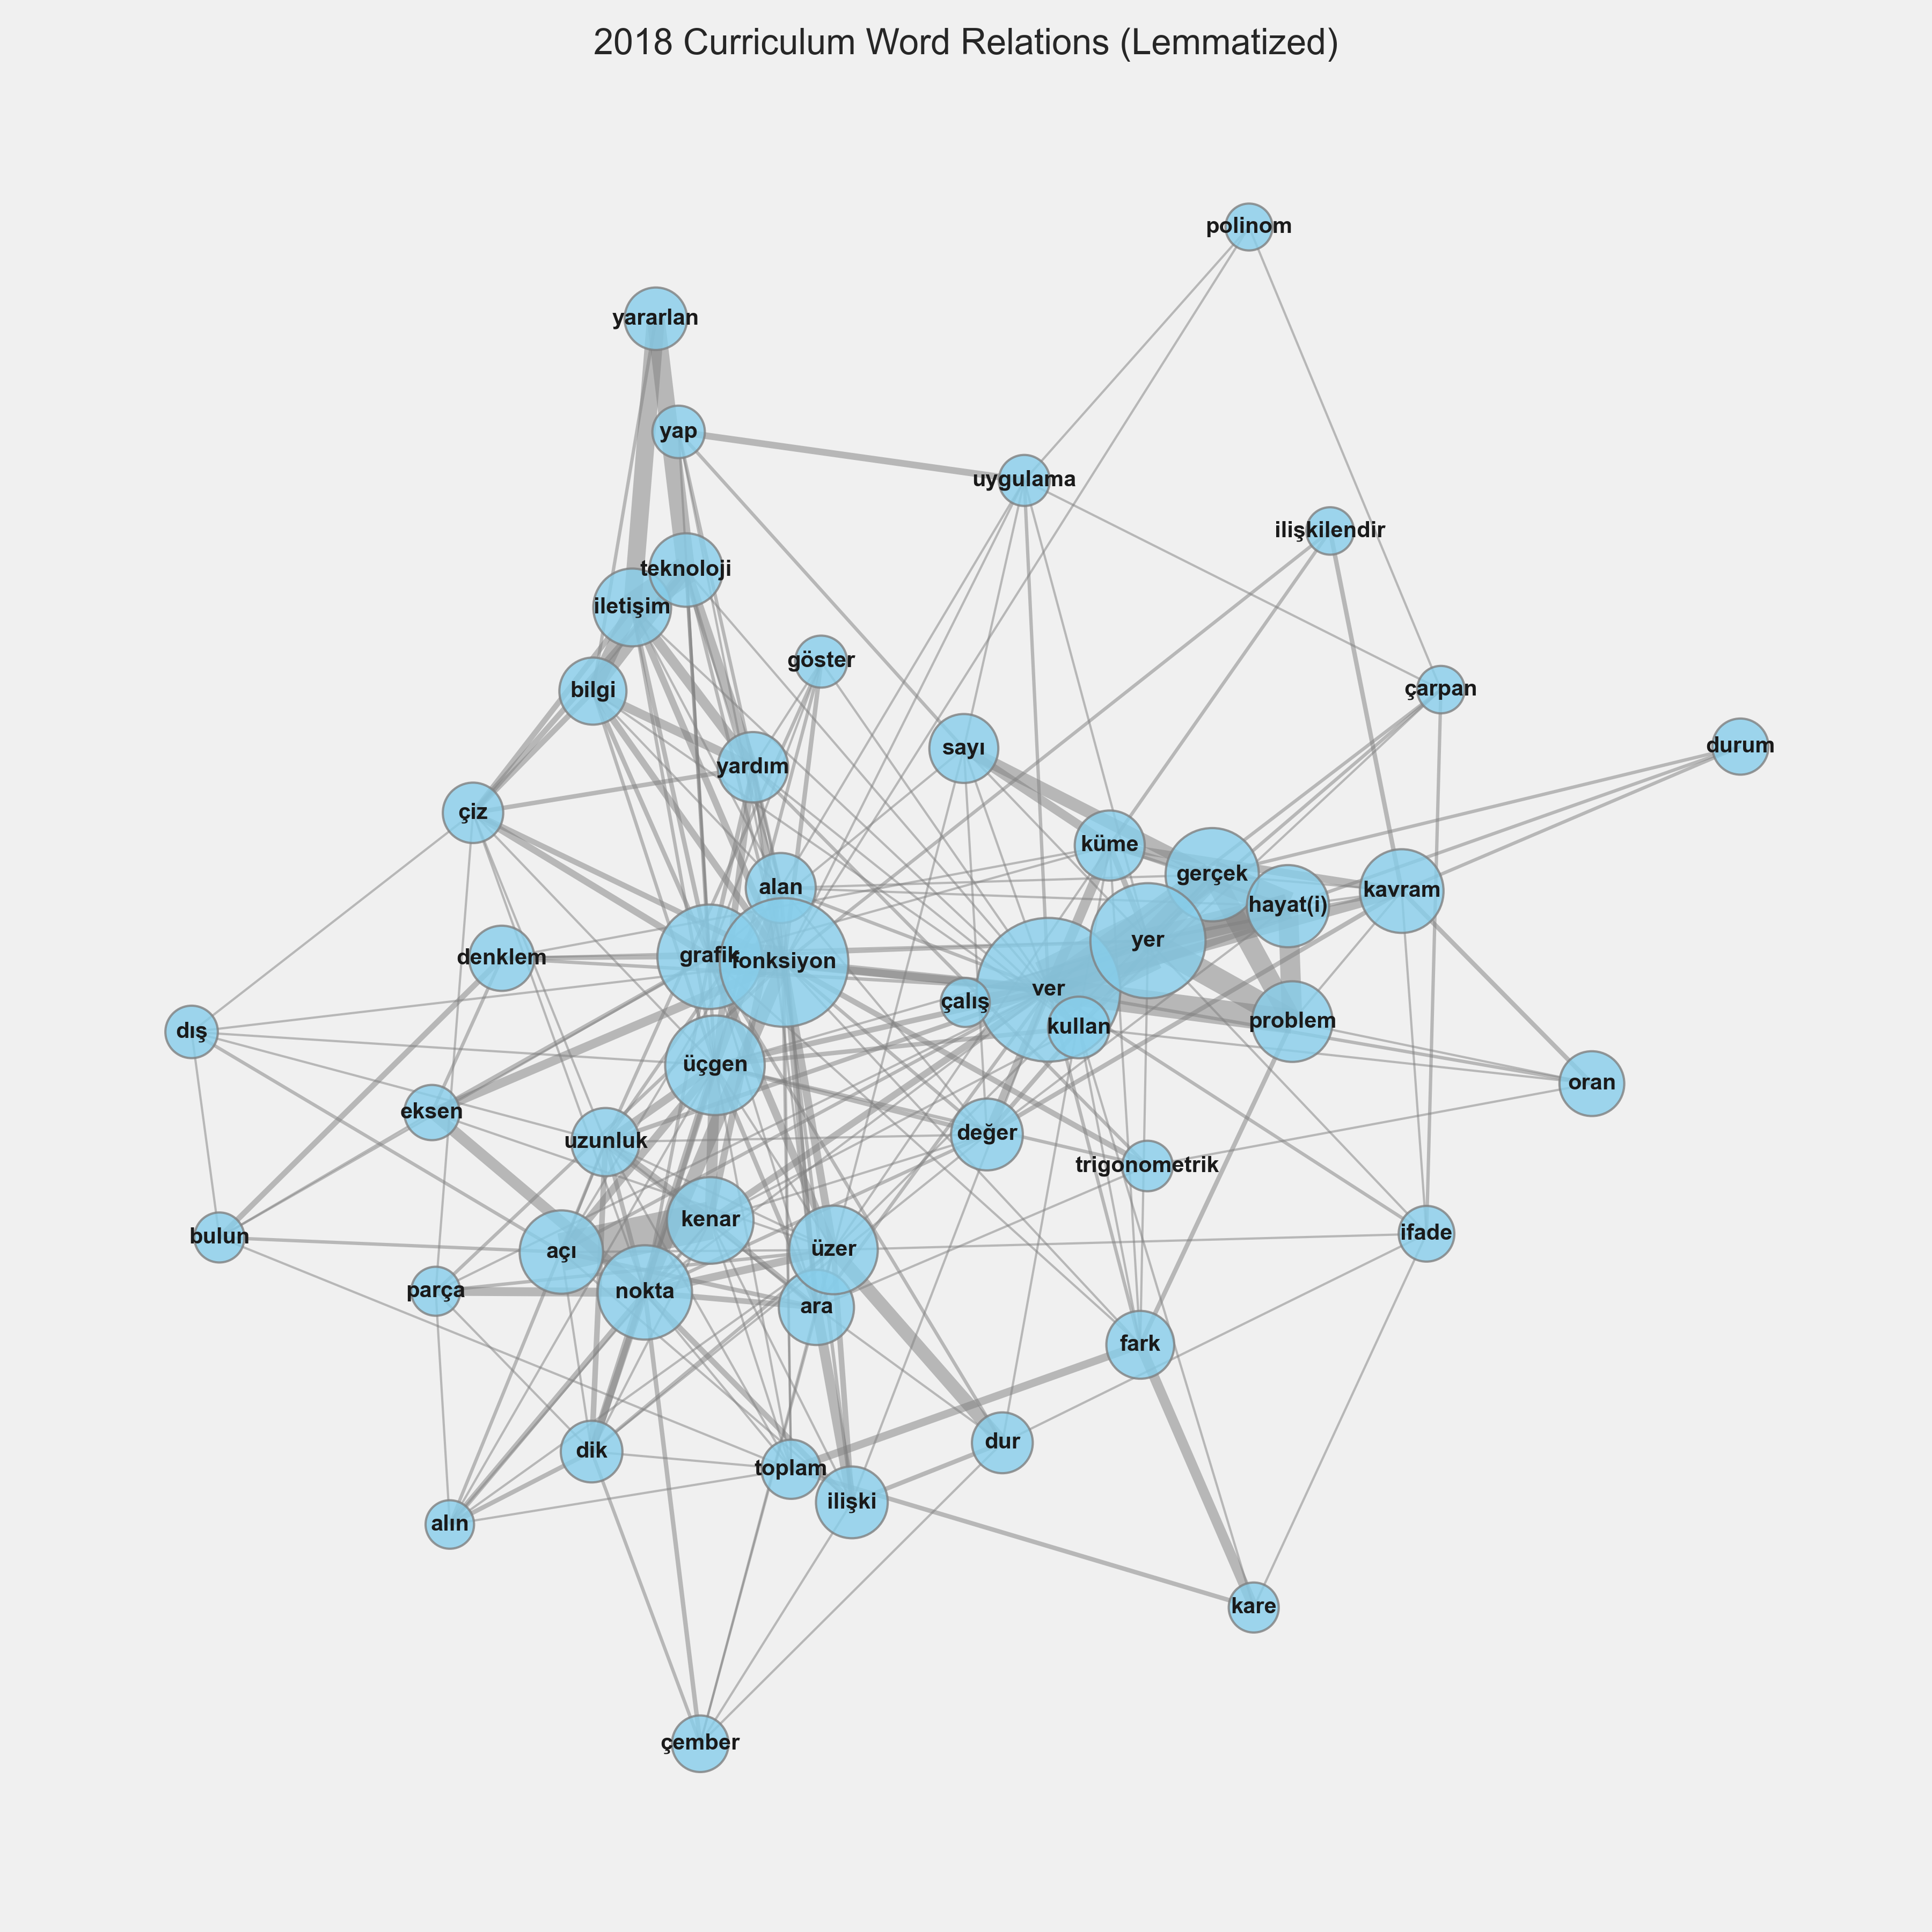 2018 Curriculum Word Relations (Lemmatized)
polinom
yararlan
yap
uygulama
ilişkilendir
teknoloji
iletişim
göster
bilgi
çarpan
durum
sayı
yardım
çiz
küme
gerçek
alan
kavram
hayat(i)
yer
denklem
grafik
fonksiyon
ver
çalış
problem
kullan
dış
üçgen
oran
eksen
değer
uzunluk
trigonometrik
kenar
ifade
bulun
açı
üzer
parça
nokta
ara
fark
dur
dik
toplam
ilişki
alın
kare
çember